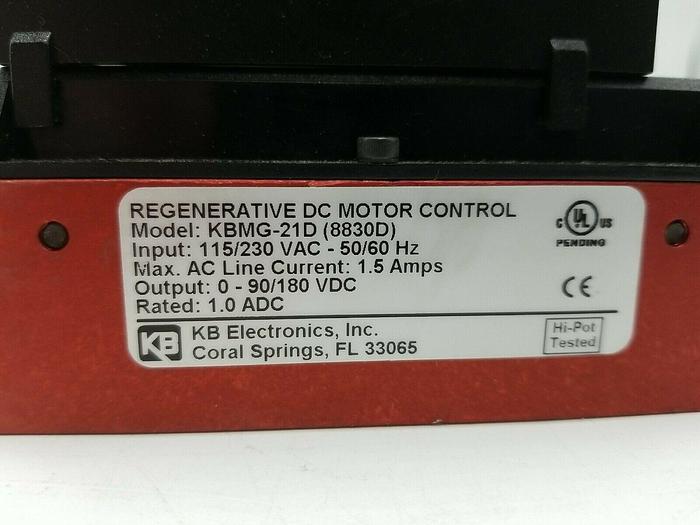 REGENERATIVE DC MOTOR CONTROL
Model: KBMG-21D (8830D)
Input: 115/230 VAC - 50/60 Hz
Max. AC Line Current: 1.5 Amps
Output: 0 - 90/180 VDC
Rated: 1.0 ADC
C UL US
PENDING
CE
KB KB Electronics, Inc.
Coral Springs, FL 33065
Hi-Pot
Tested